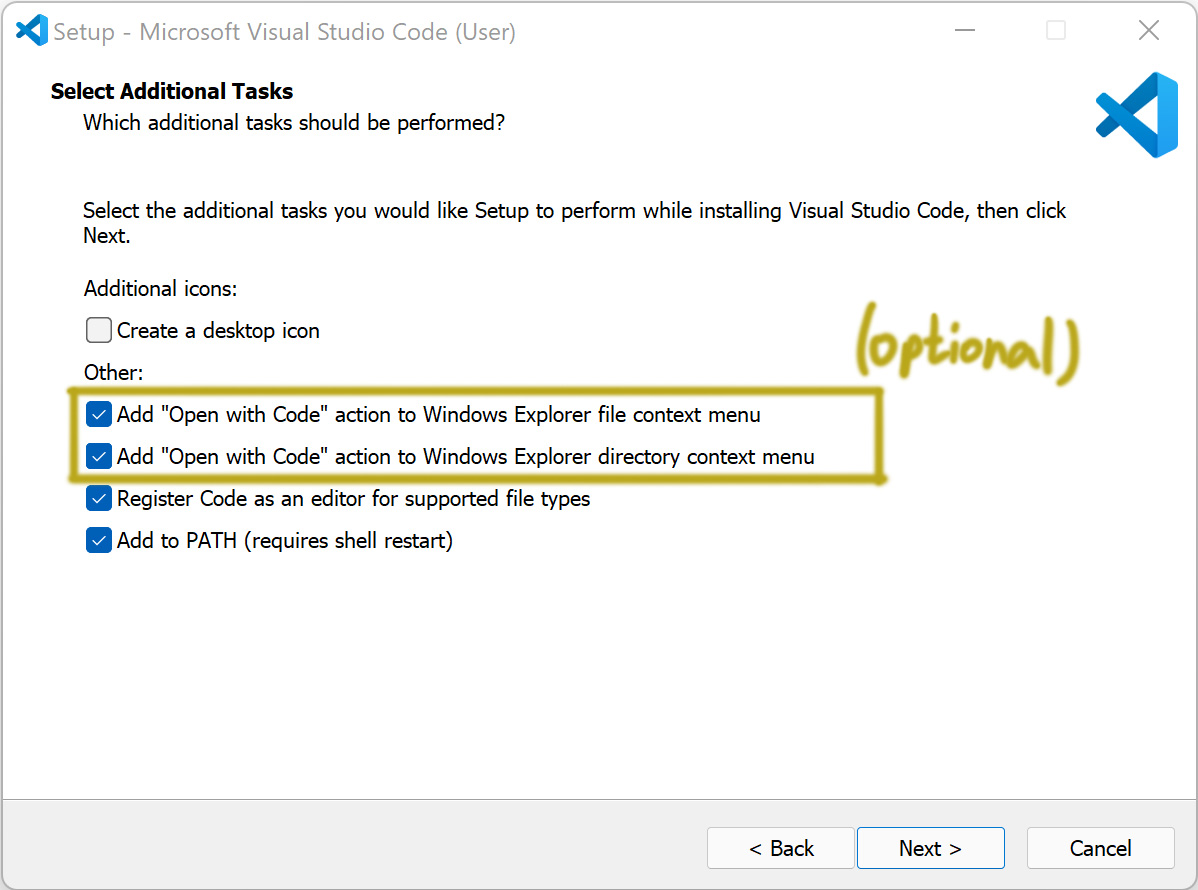 Setup - Microsoft Visual Studio Code (User)
Select Additional Tasks
Which additional tasks should be performed?
Select the additional tasks you would like Setup to perform while installing Visual Studio Code, then click
Next.
Additional icons:
Create a desktop icon
(optional)
Other:
Add "Open with Code" action to Windows Explorer file context menu
Add "Open with Code" action to Windows Explorer directory context menu
Register Code as an editor for supported file types
Add to PATH (requires shell restart)
< Back
Next >
Cancel